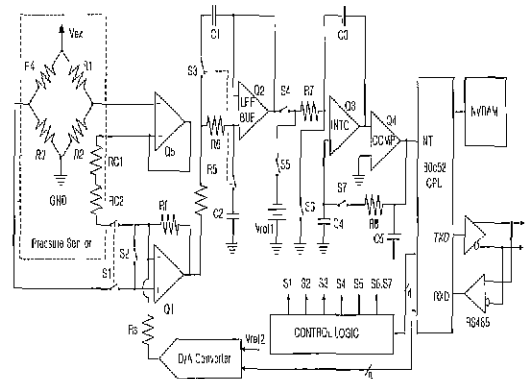 Vex
R4
R1
R3
R2
GND
RC1
RC2
Pressure Sensor
S1
S2
Rf
Q1
Q5
Rs
D/A Converter
Vref2
R5
R6
S3
C1
LFF
BUF
Q2
C2
S4
S5
R7
S6
C3
INTC
Q3
C4
S7
R8
COMP
Q4
C5
INT
80c52
CPU
NVRAM
TXD
RXD
RS485
S1 S2 S3 S4 S5 S6,S7
CONTROL LOGIC